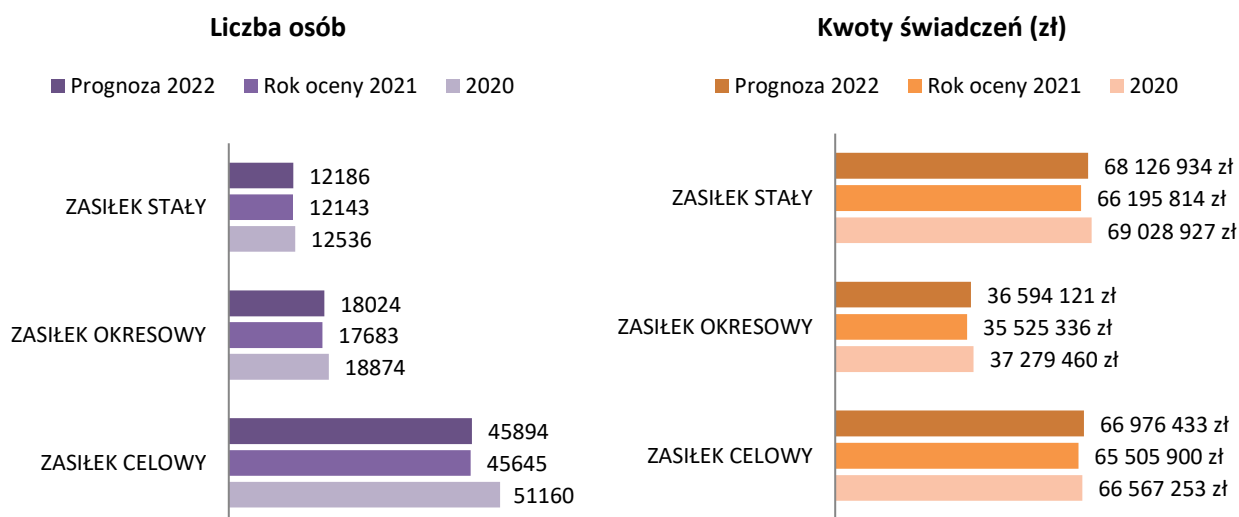 Liczba osób
Prognoza 2022 Rok oceny 2021 2020
ZASIŁEK STAŁY
12186
12143
12536
ZASIŁEK OKRESOWY
18024
17683
18874
ZASIŁEK CELOWY
45894
45645
51160
Kwoty świadczeń (zł)
Prognoza 2022 Rok oceny 2021 2020
ZASIŁEK STAŁY
68 126 934 zł
66 195 814 zł
69 028 927 zł
ZASIŁEK OKRESOWY
36 594 121 zł
35 525 336 zł
37 279 460 zł
ZASIŁEK CELOWY
66 976 433 zł
65 505 900 zł
66 567 253 zł